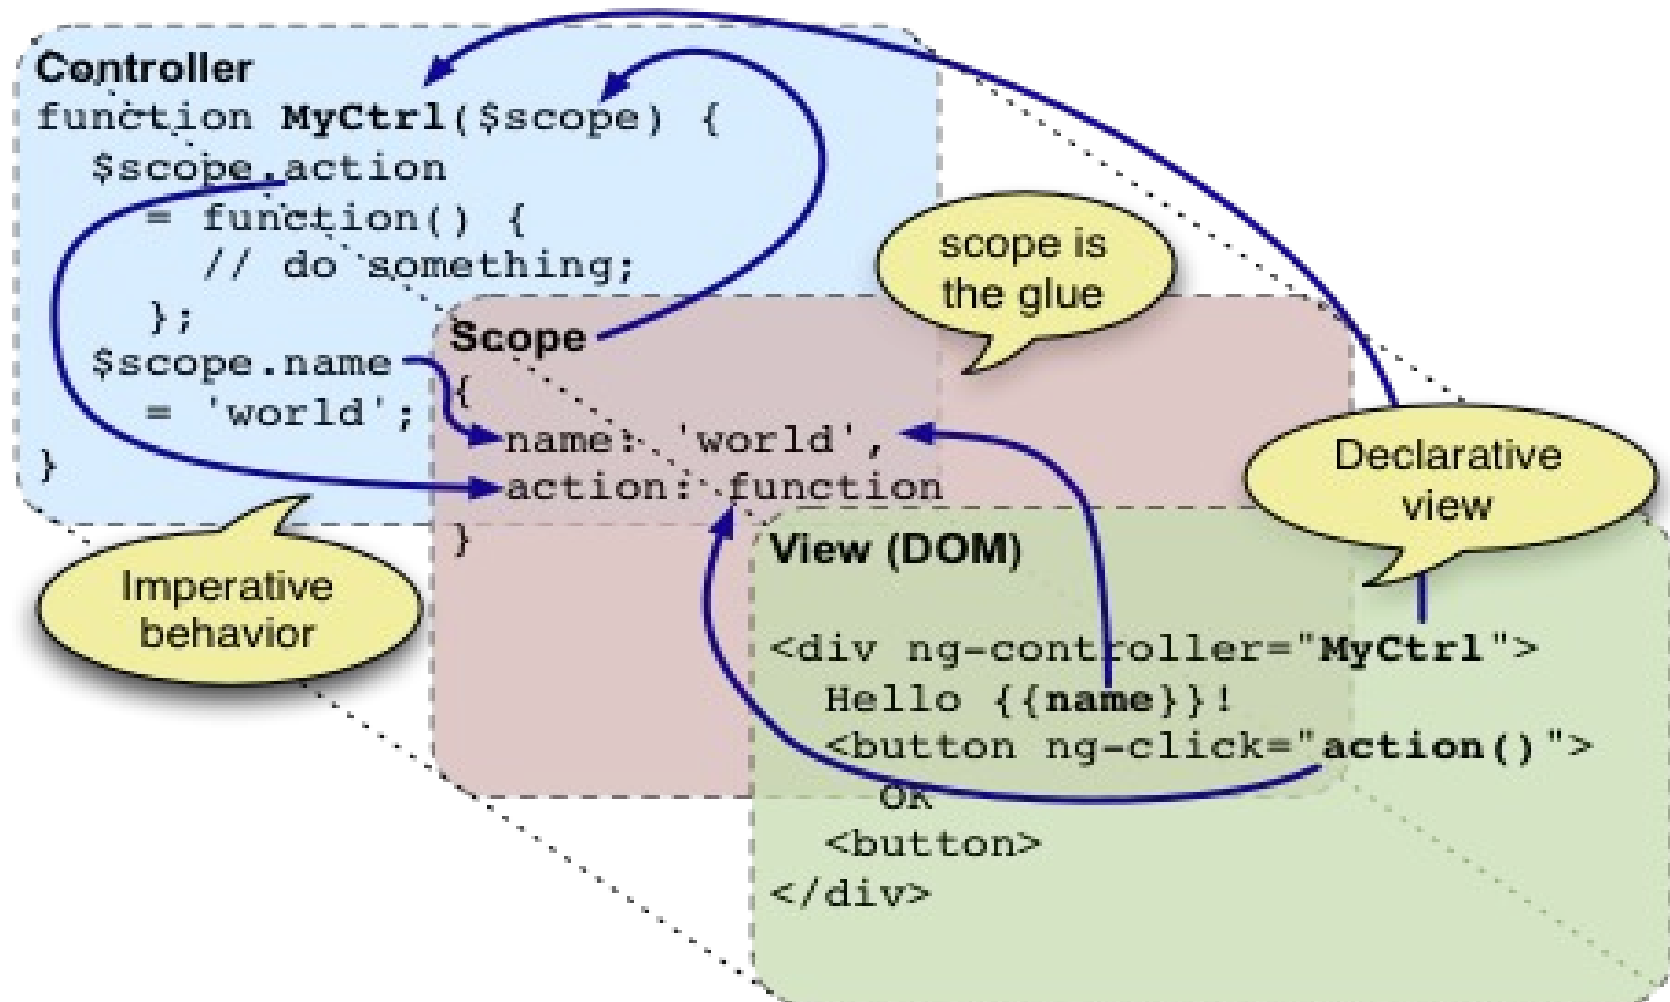 Controller
function MyCtrl($scope) {
$scope.action
= function() {
// do something;
};
$scope.name
= 'world';
}
Imperative
behavior
scope is
the glue
Scope
{
name: 'world',
action: function
}
Declarative
view
View (DOM)
<div ng-controller="MyCtrl">
Hello {{name}}!
<button ng-click="action()">
OK
<button>
</div>